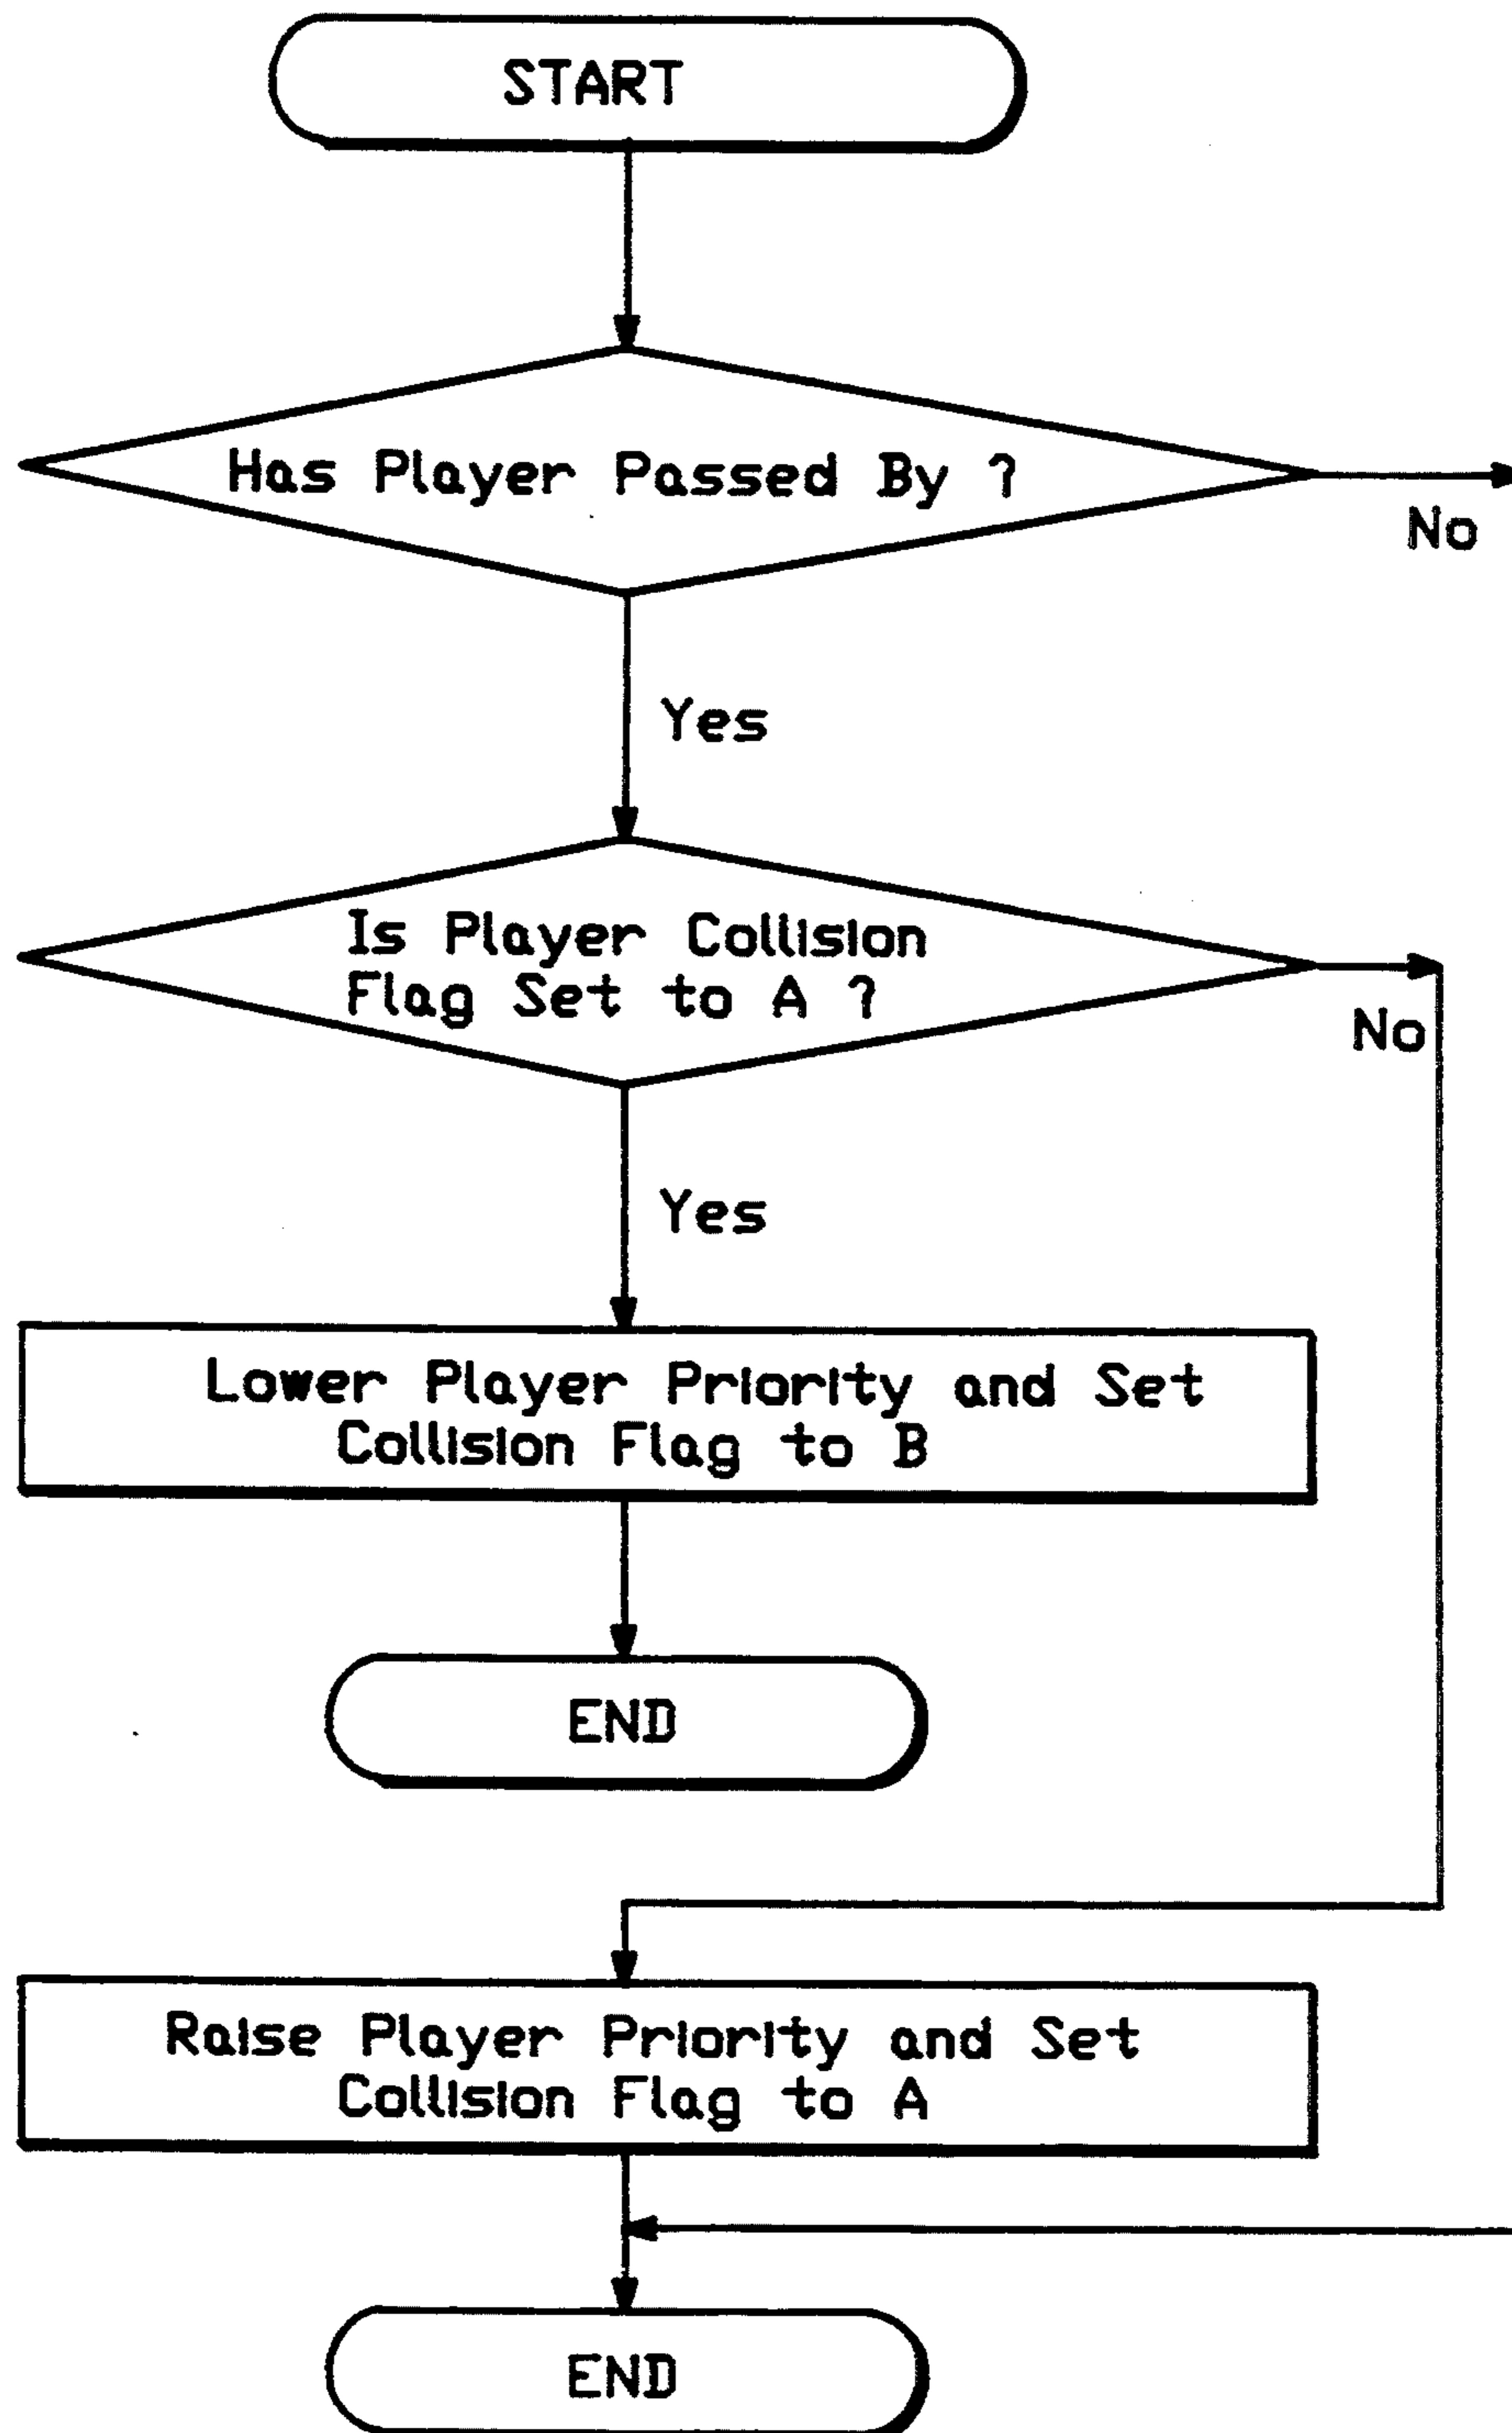 START
Has Player Passed By ?
No
Yes
Is Player Collision
Flag Set to A ?
No
Yes
Lower Player Priority and Set
Collision Flag to B
END
Raise Player Priority and Set
Collision Flag to A
END